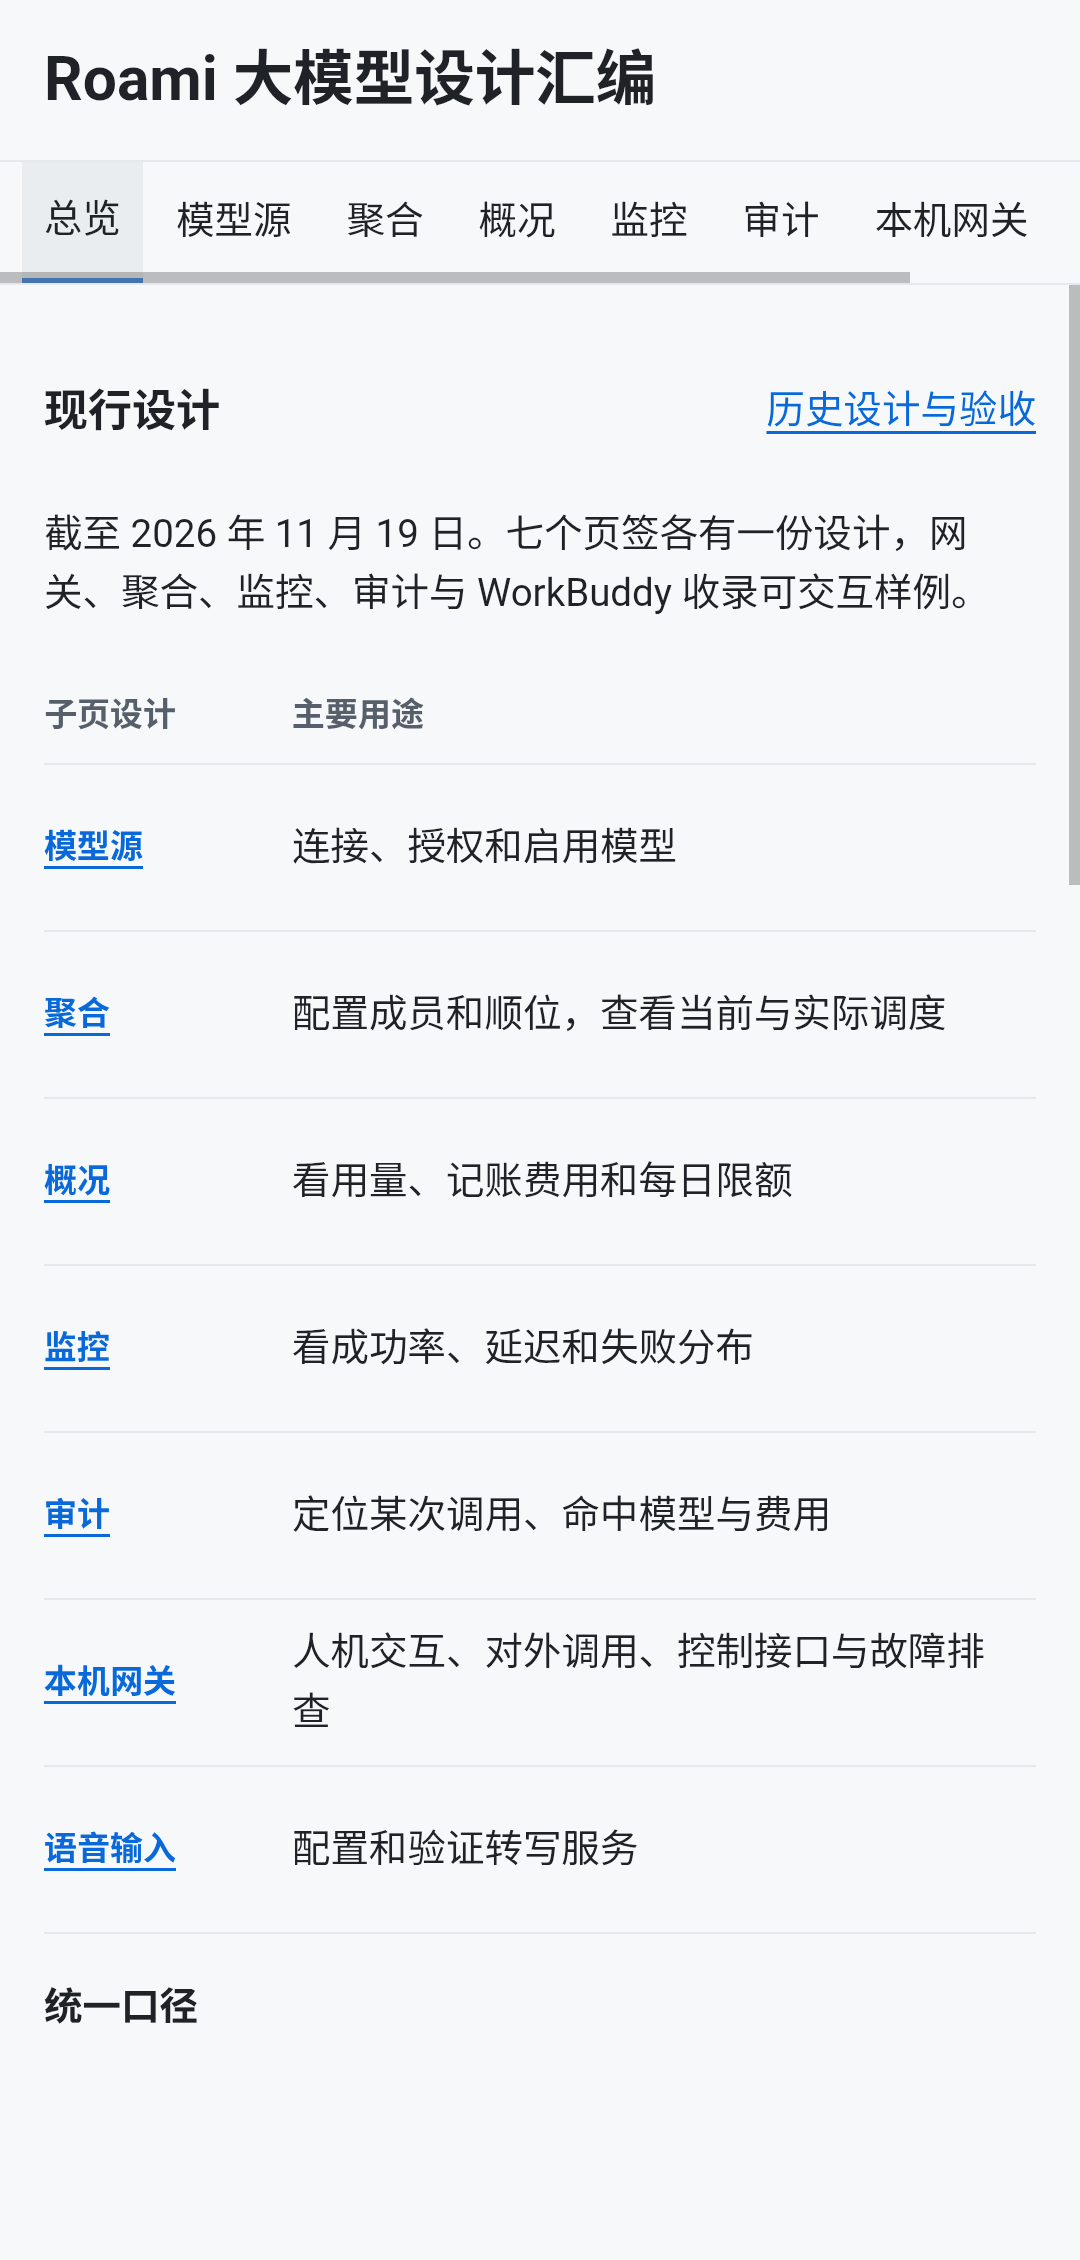 Roami 大模型设计汇编
总览 模型源 聚合 概况 监控 审计 本机网关
现行设计 历史设计与验收
截至 2026 年 11 月 19 日。七个页签各有一份设计，网
关、聚合、监控、审计与 WorkBuddy 收录可交互样例。
子页设计 主要用途
模型源 连接、授权和启用模型
聚合 配置成员和顺位，查看当前与实际调度
概况 看用量、记账费用和每日限额
监控 看成功率、延迟和失败分布
审计 定位某次调用、命中模型与费用
本机网关 人机交互、对外调用、控制接口与故障排
查
语音输入 配置和验证转写服务
统一口径